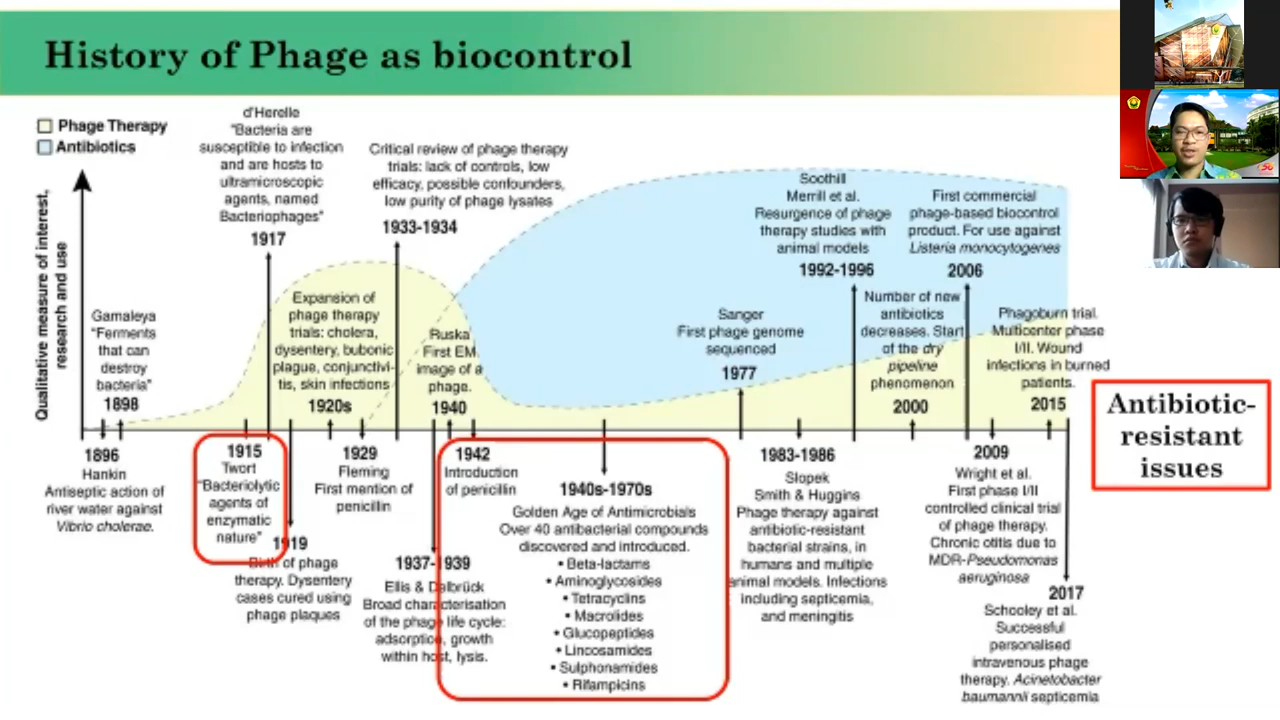 History of Phage as biocontrol
Phage Therapy
Antibiotics
Qualitative measure of interest,
research and use
Gamaleya
"Ferments
that can
destroy
bacteria"
1898
d'Herelle
"Bacteria are
susceptible to infection
and are hosts to
ultramicroscopic
agents, named
Bacteriophages"
1917
Expansion of
phage therapy
trials: cholera,
dysentery, bubonic
plague, conjunctivi-
tis, skin infections
1920s
Critical review of phage therapy
trials: lack of controls, low
efficacy, possible confounders,
low purity of phage lysates
1933-1934
Ruska
First EM
image of a
phage.
1940
Sanger
First phage genome
sequenced
1977
Soothill
Merrill et al.
Resurgence of phage
therapy studies with
animal models
1992-1996
Number of new
antibiotics
decreases. Start
of the dry
pipeline
phenomenon
2000
First commercial
phage-based biocontrol
product. For use against
Listeria monocytogenes
2006
Phagoburn trial.
Multicenter phase
I/II. Wound
infections in burned
patients.
2015
1896
Hankin
Antiseptic action of
river water against
Vibrio cholerae.
1915
Twort
"Bacteriolytic
agents of
enzymatic
nature"
1919
Birth of phage
therapy. Dysentery
cases cured using
phage plaques
1929
Fleming
First mention of
penicillin
1937-1939
Ellis & Delbrück
Broad characterisation
of the phage life cycle:
adsorption, growth
within host, lysis.
1942
Introduction
of penicillin
1940s-1970s
Golden Age of Antimicrobials
Over 40 antibacterial compounds
discovered and introduced.
• Beta-lactams
• Aminoglycosides
• Tetracyclins
• Macrolides
• Glucopeptides
• Lincosamides
• Sulphonamides
• Rifampicins
1983-1986
Slopek
Smith & Huggins
Phage therapy against
antibiotic-resistant
bacterial strains, in
humans and multiple
animal models. Infections
including septicemia,
and meningitis
2009
Wright et al.
First phase I/II
controlled clinical trial
of phage therapy.
Chronic otitis due to
MDR-Pseudomonas
aeruginosa
2017
Schooley et al.
Successful
personalised
intravenous phage
therapy. Acinetobacter
baumannii septicemia
Antibiotic-
resistant
issues